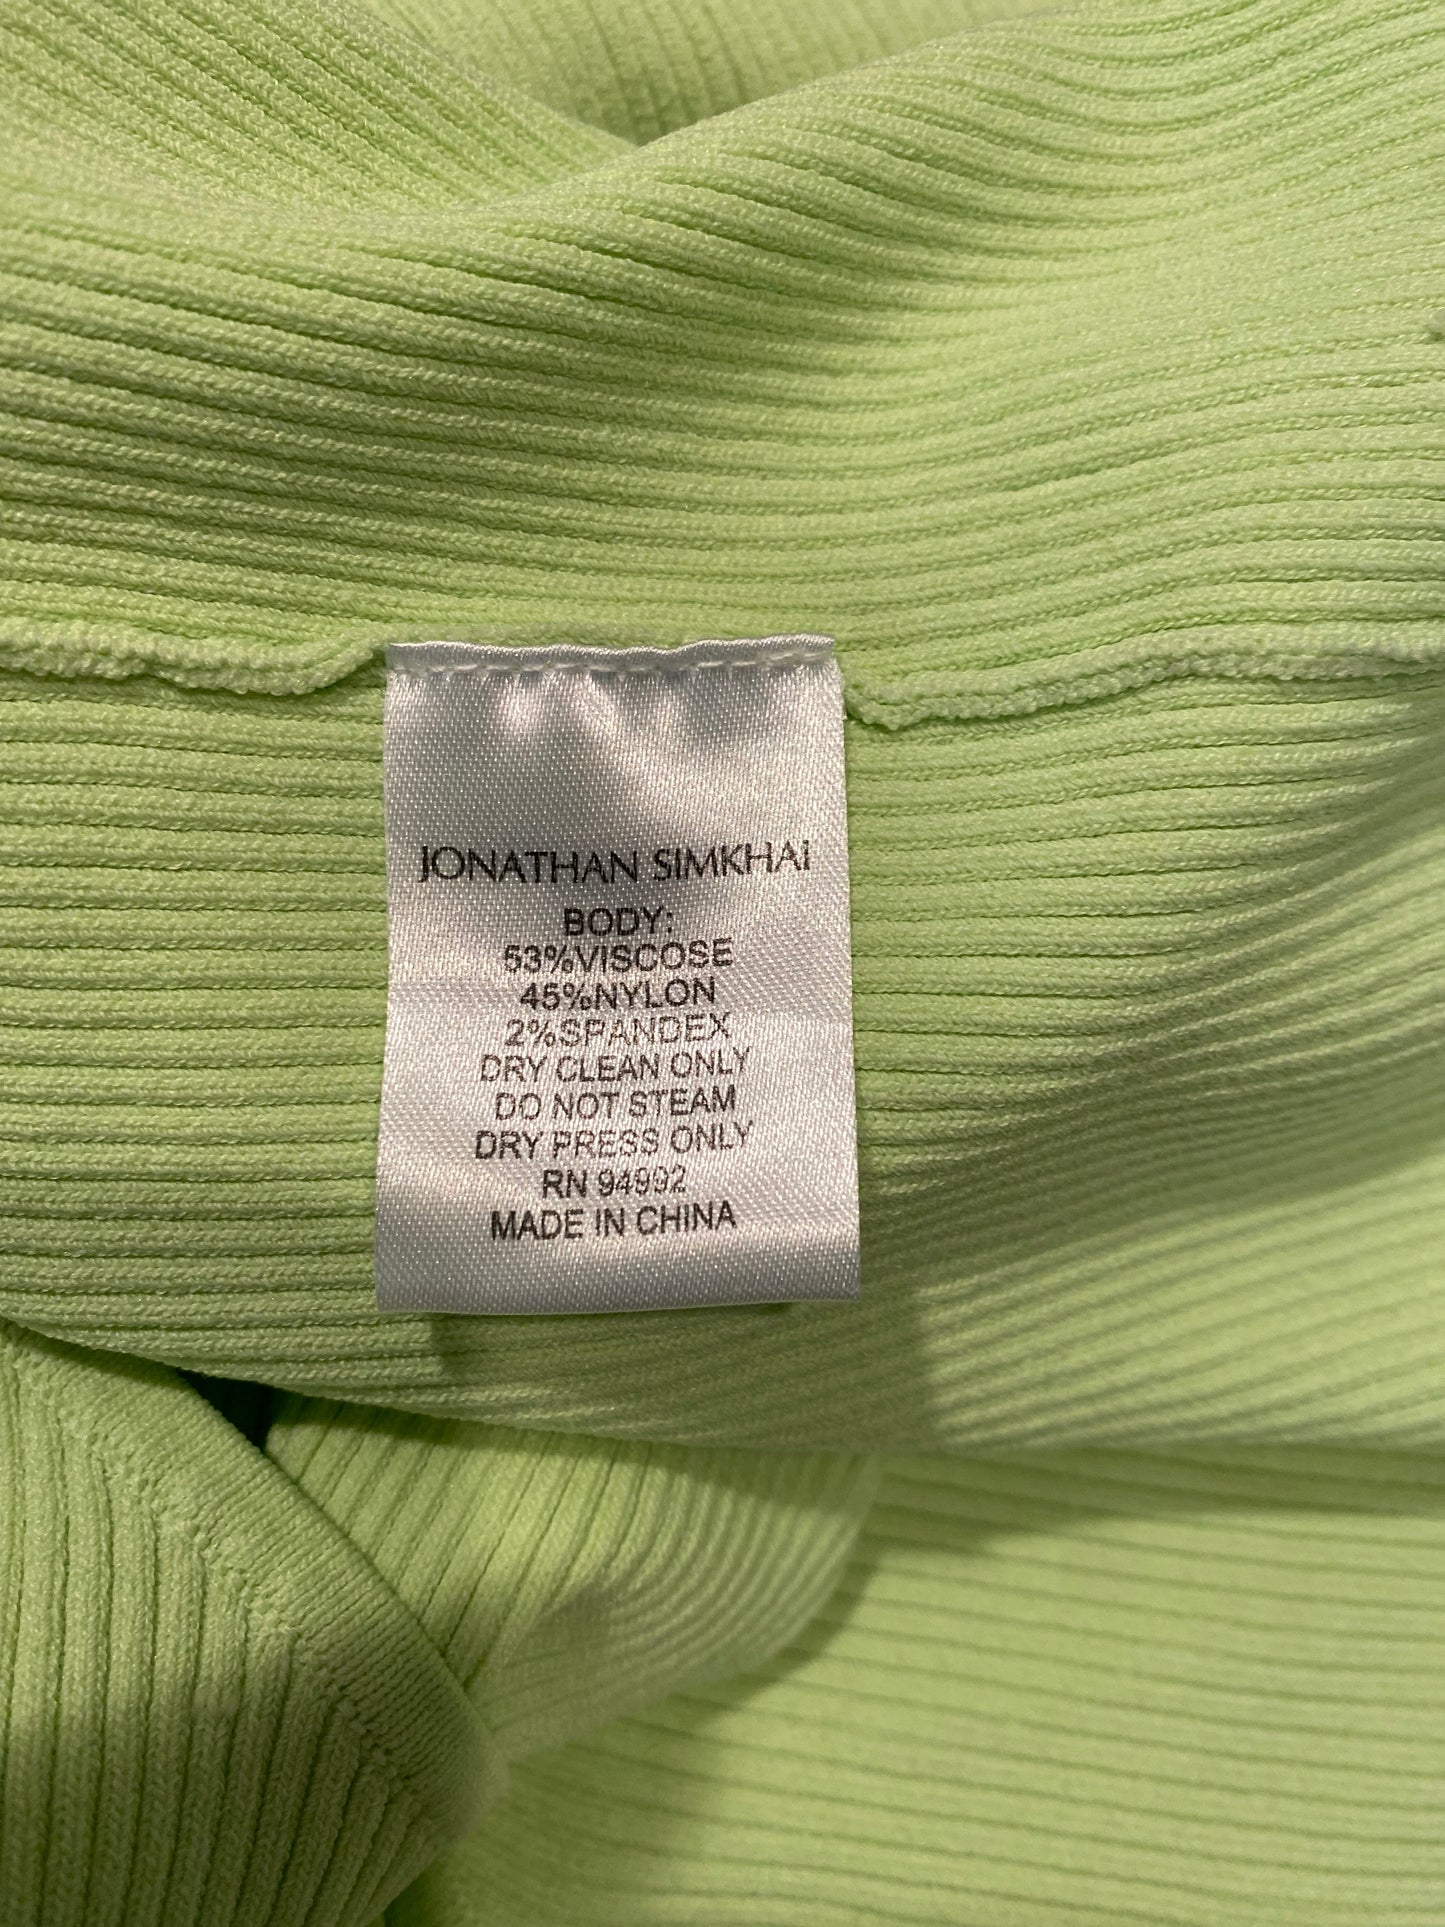 JONATHAN SIMKHAI
BODY:
53%VISCOSE
45%NYLON
2%SPANDEX
DRY CLEAN ONLY
DO NOT STEAM
DRY PRESS ONLY
RN 94992
MADE IN CHINA